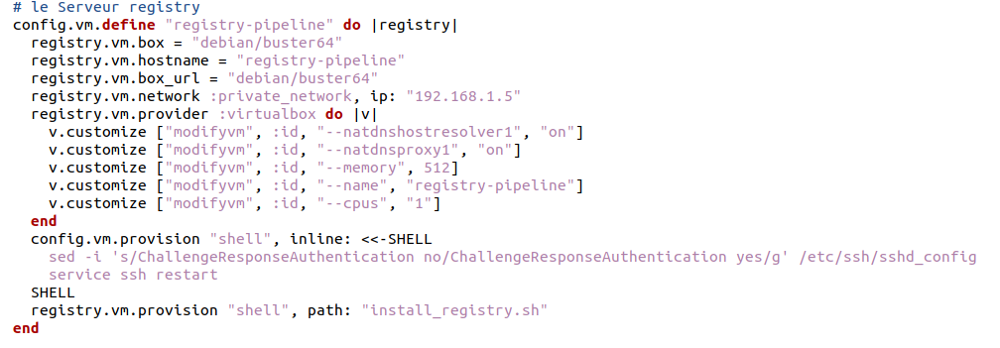 # le Serveur registry
config.vm.define "registry-pipeline" do |registry|
  registry.vm.box = "debian/buster64"
  registry.vm.hostname = "registry-pipeline"
  registry.vm.box_url = "debian/buster64"
  registry.vm.network :private_network, ip: "192.168.1.5"
  registry.vm.provider :virtualbox do |v|
    v.customize ["modifyvm", :id, "--natdnshostresolver1", "on"]
    v.customize ["modifyvm", :id, "--natdnsproxy1", "on"]
    v.customize ["modifyvm", :id, "--memory", 512]
    v.customize ["modifyvm", :id, "--name", "registry-pipeline"]
    v.customize ["modifyvm", :id, "--cpus", "1"]
  end
  config.vm.provision "shell", inline: <<-SHELL
    sed -i 's/ChallengeResponseAuthentication no/ChallengeResponseAuthentication yes/g' /etc/ssh/sshd_config
    service ssh restart
  SHELL
  registry.vm.provision "shell", path: "install_registry.sh"
end